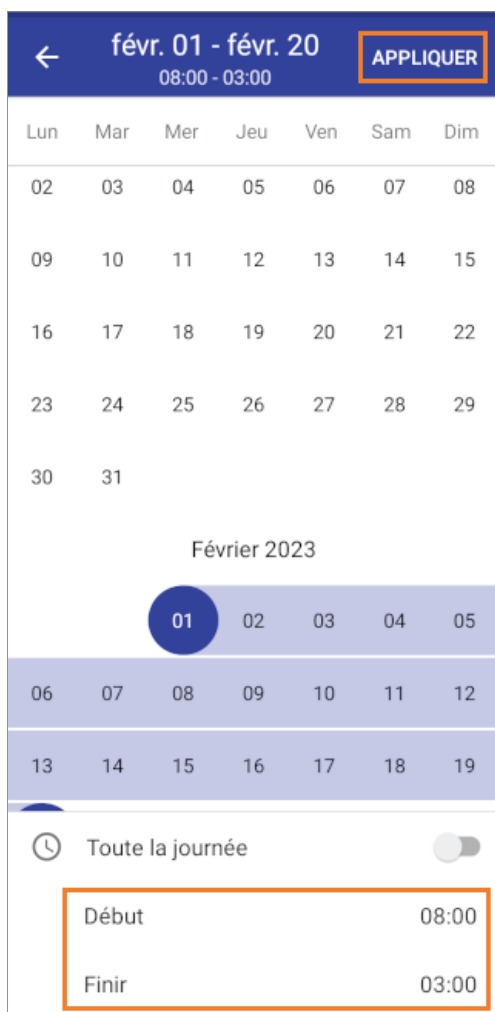 févr. 01 - févr. 20
08:00 - 03:00
APPLIQUER
Lun Mar Mer Jeu Ven Sam Dim
02 03 04 05 06 07 08
09 10 11 12 13 14 15
16 17 18 19 20 21 22
23 24 25 26 27 28 29
30 31
Février 2023
01 02 03 04 05
06 07 08 09 10 11 12
13 14 15 16 17 18 19
Toute la journée
Début 08:00
Finir 03:00